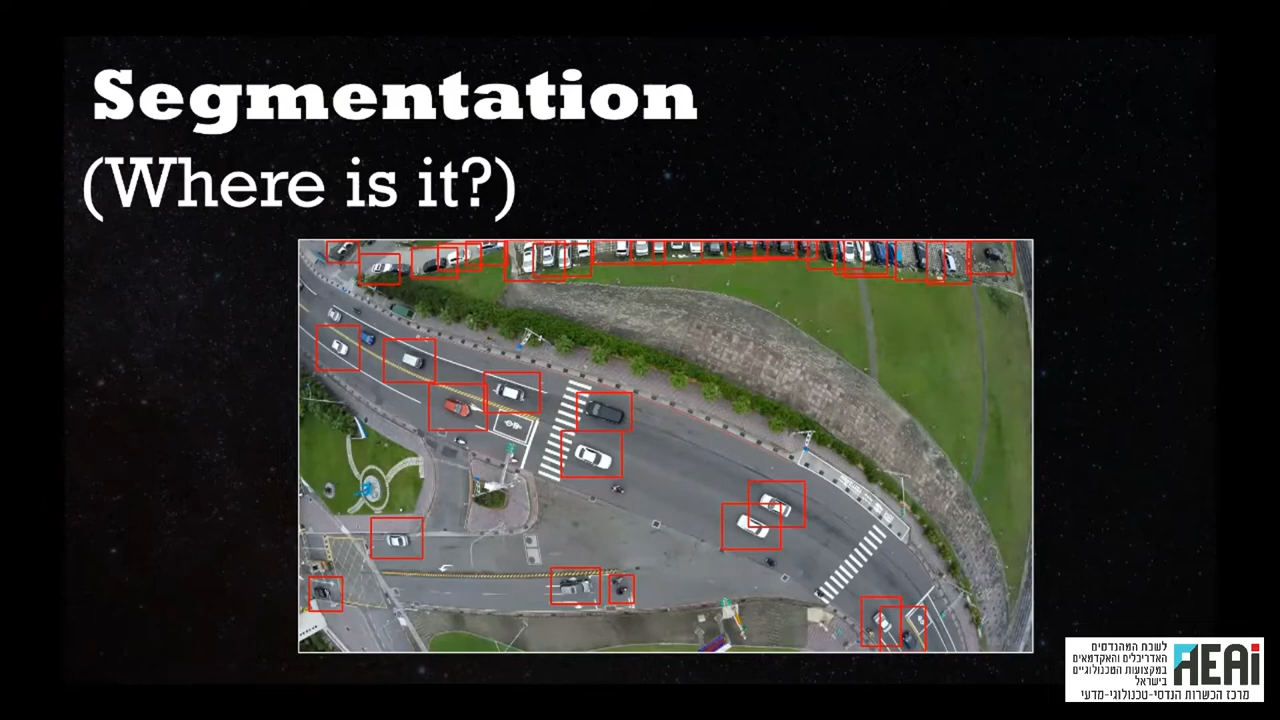 Segmentation
(Where is it?)
לשכת המהנדסים
האדריכלים והאקדמאים
במקצועות הטכנולוגיים
בישראל
AEAi
מרכז הכשרות הנדסי-טכנולוגי-מדעי